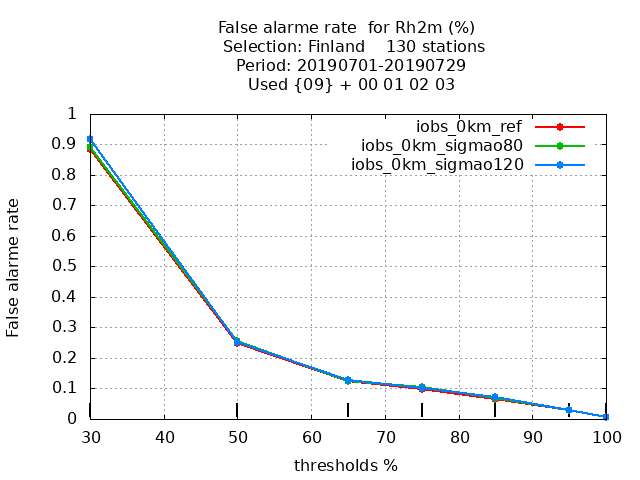 False alarme rate  for Rh2m (%)
Selection: Finland    130 stations
Period: 20190701-20190729
Used {09} + 00 01 02 03
iobs_0km_ref
iobs_0km_sigmao80
iobs_0km_sigmao120
False alarme rate
1
0.9
0.8
0.7
0.6
0.5
0.4
0.3
0.2
0.1
0
30 40 50 60 70 80 90 100
thresholds %